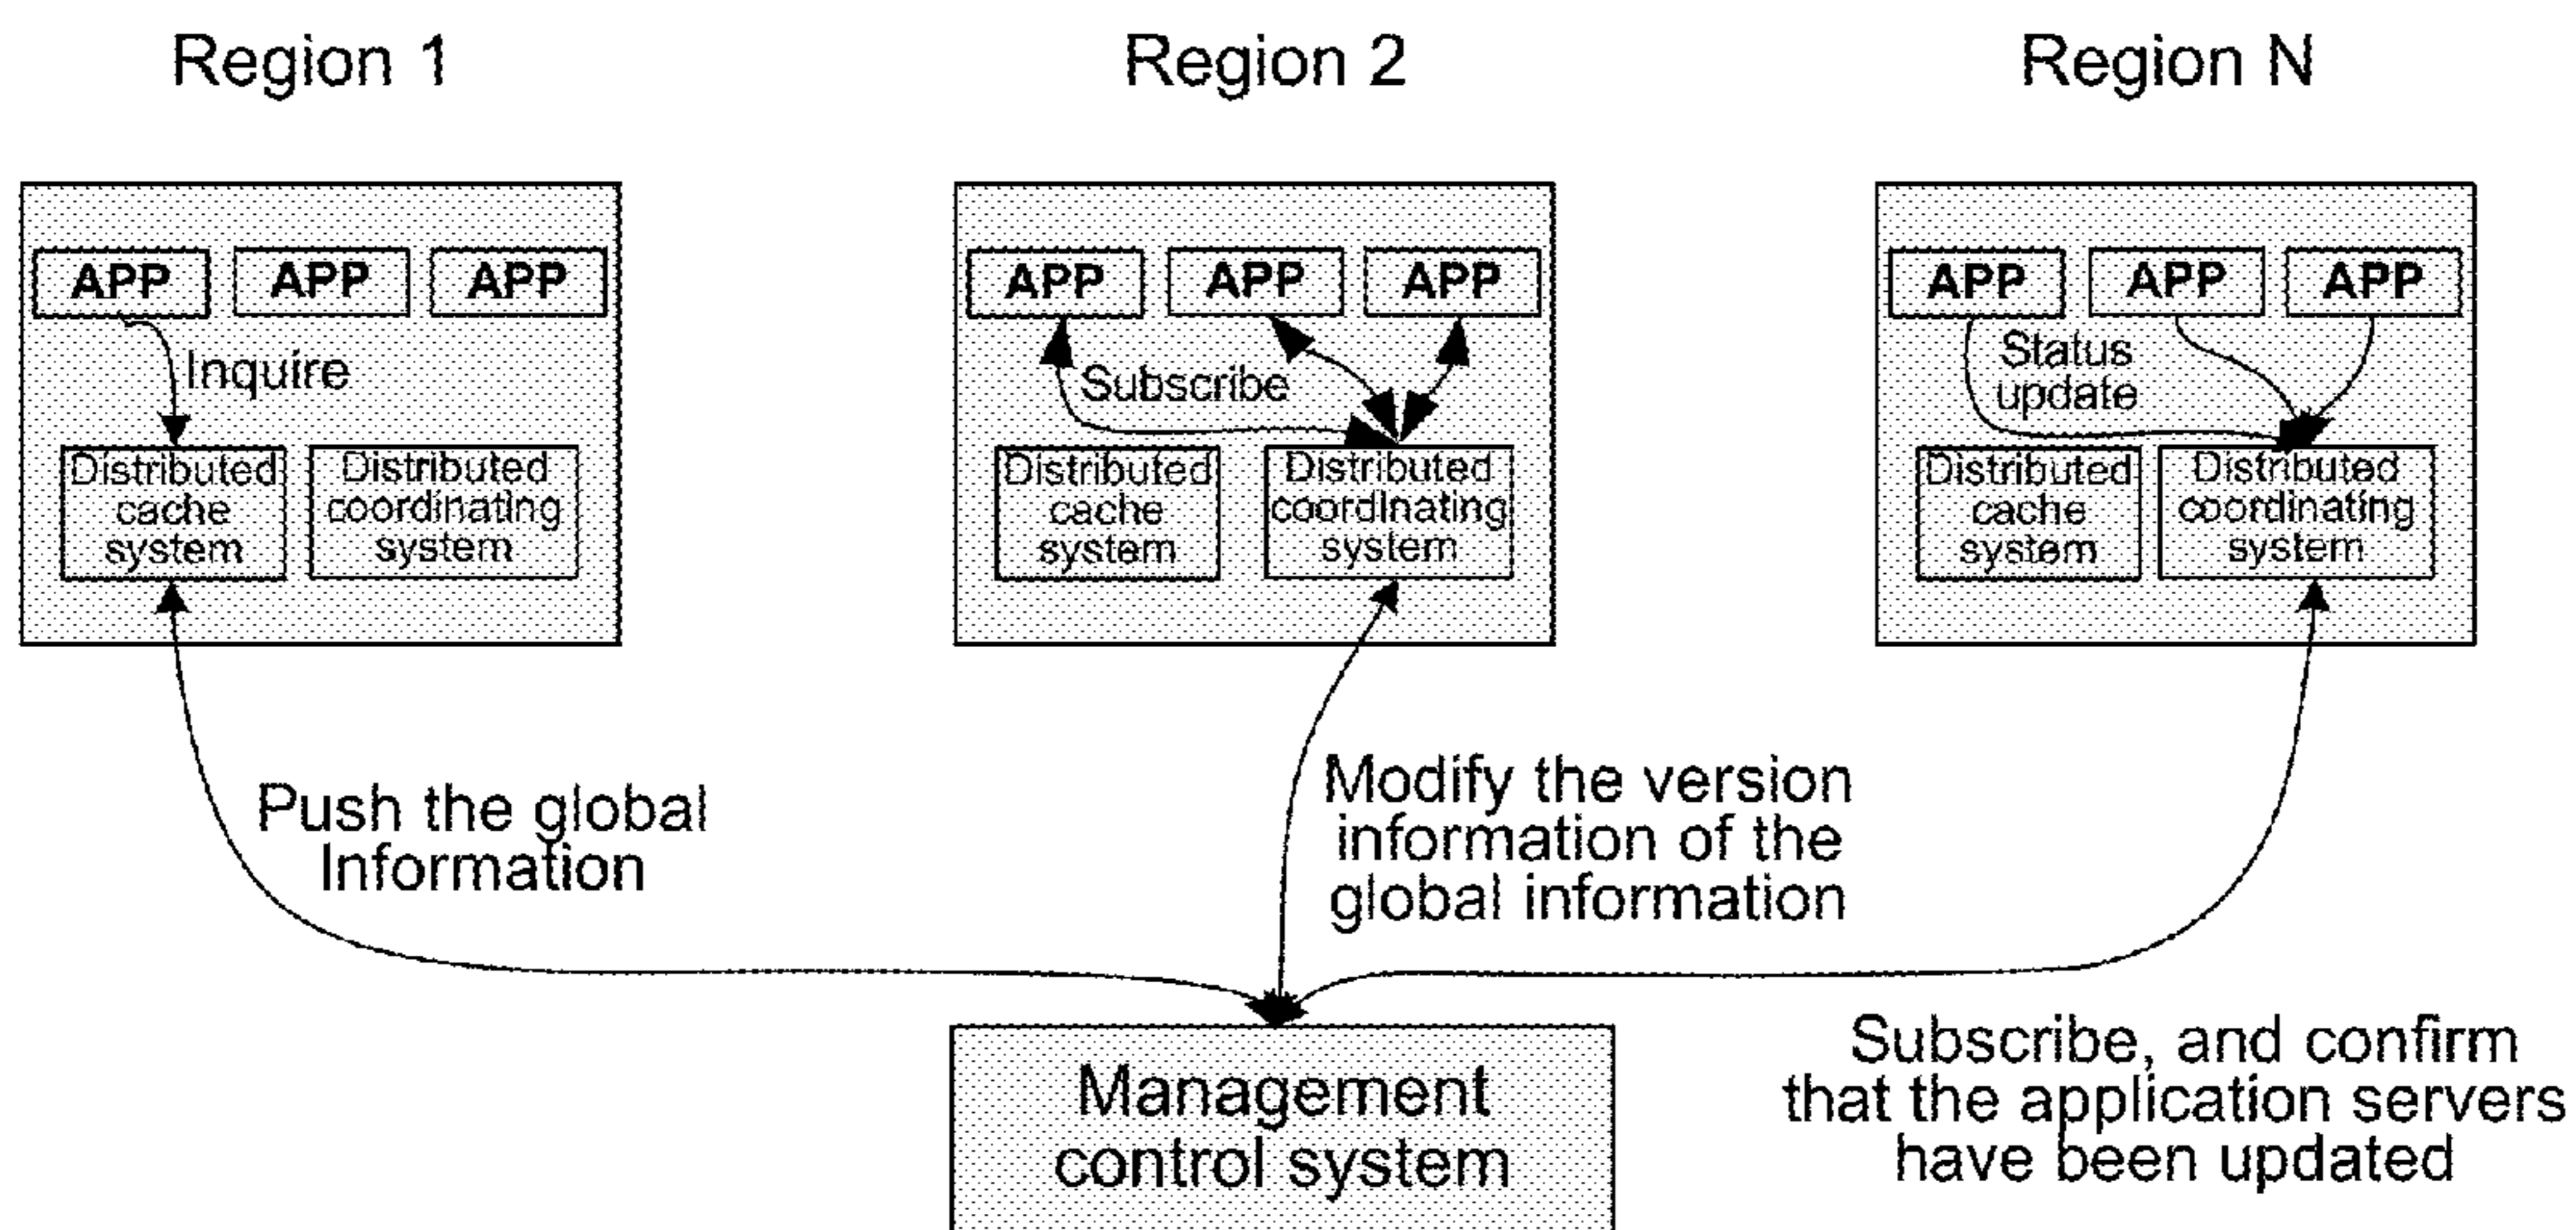 Region 1
Region 2
Region N
APP
APP
APP
Inquire
Distributed
cache
system
Distributed
coordinating
system
APP
APP
APP
Subscribe
Distributed
cache
system
Distributed
coordinating
system
APP
APP
APP
Status
update
Distributed
cache
system
Distributed
coordinating
system
Push the global
Information
Modify the version
information of the
global information
Management
control system
Subscribe, and confirm
that the application servers
have been updated